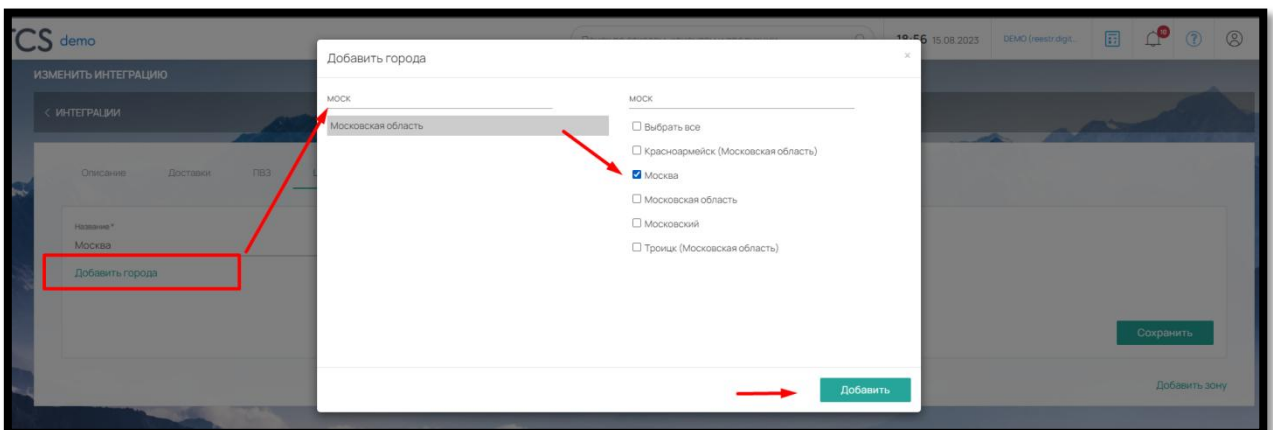 TCS demo
18:56 15.08.2023
DEMO (reestr.digit...
ИЗМЕНИТЬ ИНТЕГРАЦИЮ
< ИНТЕГРАЦИИ
Описание Доставки ПВЗ
Название *
Москва
Добавить города
Добавить города
×
моск
Московская область
моск
Выбрать все
Красноармейск (Московская область)
Москва
Московская область
Московский
Троицк (Московская область)
Добавить
Сохранить
Добавить зону